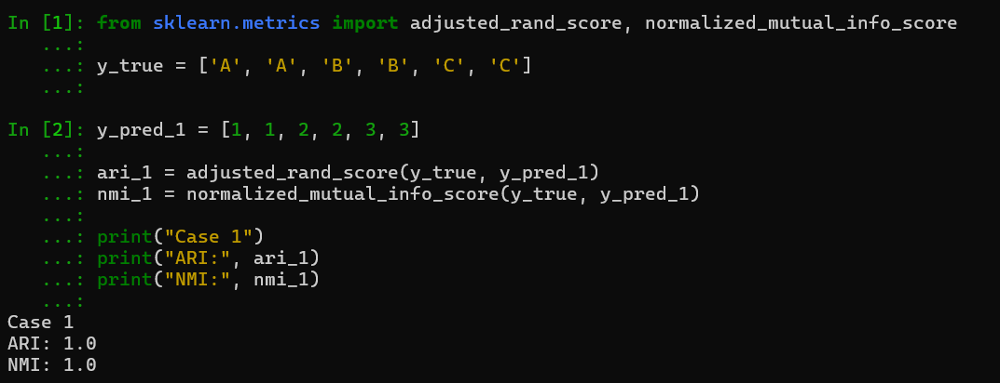 In [1]: from sklearn.metrics import adjusted_rand_score, normalized_mutual_info_score
   ...:
   ...: y_true = ['A', 'A', 'B', 'B', 'C', 'C']
   ...:
In [2]: y_pred_1 = [1, 1, 2, 2, 3, 3]
   ...:
   ...: ari_1 = adjusted_rand_score(y_true, y_pred_1)
   ...: nmi_1 = normalized_mutual_info_score(y_true, y_pred_1)
   ...:
   ...: print("Case 1")
   ...: print("ARI:", ari_1)
   ...: print("NMI:", nmi_1)
   ...:
Case 1
ARI: 1.0
NMI: 1.0